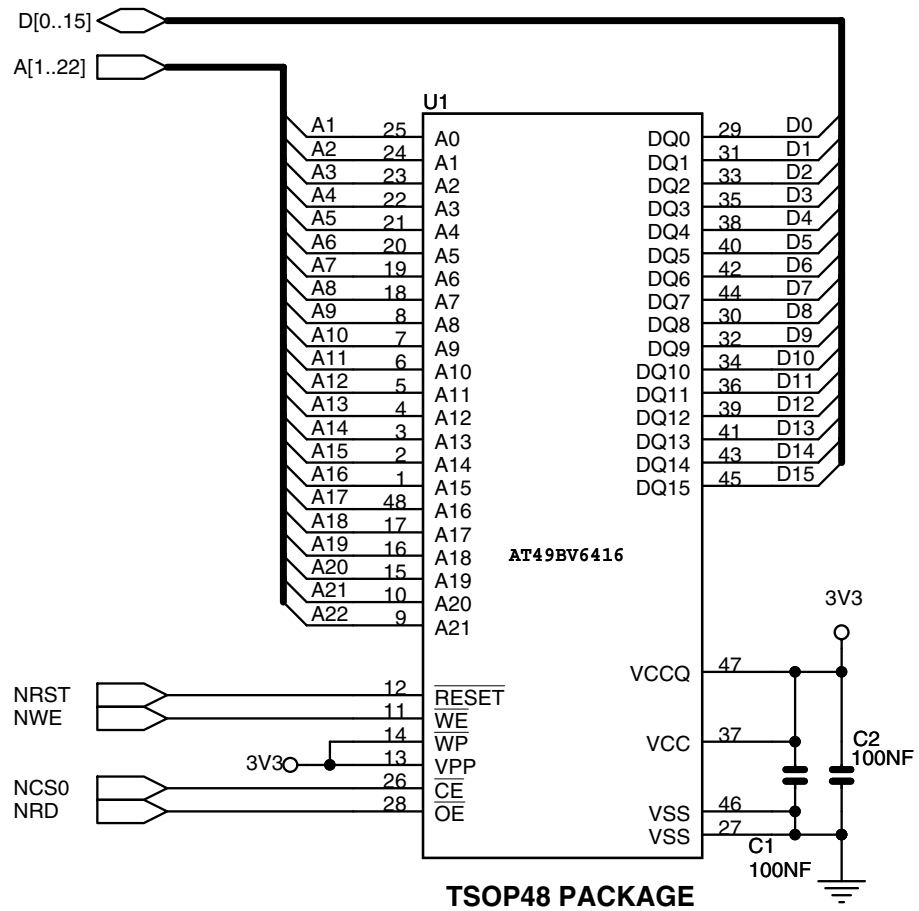 D[0..15]
A[1..22]
U1
A1 25 A0 DQ0 29 D0
A2 24 A1 DQ1 31 D1
A3 23 A2 DQ2 33 D2
A4 22 A3 DQ3 35 D3
A5 21 A4 DQ4 38 D4
A6 20 A5 DQ5 40 D5
A7 19 A6 DQ6 42 D6
A8 18 A7 DQ7 44 D7
A9 8 A8 DQ8 30 D8
A10 7 A9 DQ9 32 D9
A11 6 A10 DQ10 34 D10
A12 5 A11 DQ11 36 D11
A13 4 A12 DQ12 39 D12
A14 3 A13 DQ13 41 D13
A15 2 A14 DQ14 43 D14
A16 1 A15 DQ15 45 D15
A17 48 A16
A18 17 A17
A19 16 A18
A20 15 A19
A21 10 A20
A22 9 A21
AT49BV6416
3V3
VCCQ 47
NRST 12 RESET
NWE 11 WE
14 WP VCC 37
3V3 13 VPP
C2
100NF
NCS0 26 CE
NRD 28 OE
VSS 46
VSS 27
C1
100NF
TSOP48 PACKAGE